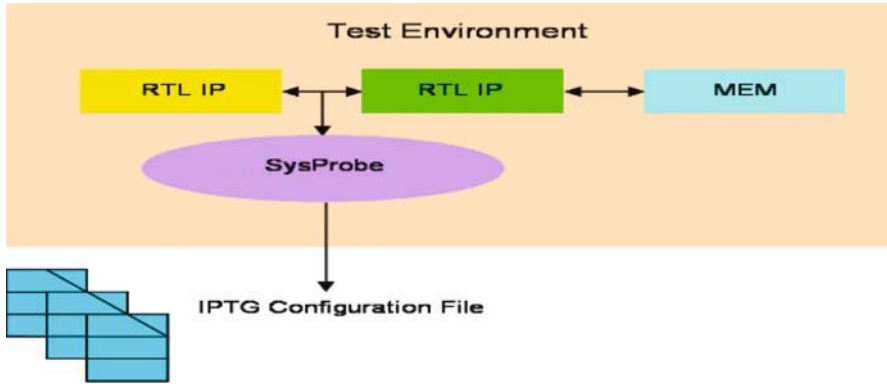 Test Environment
RTL IP
RTL IP
MEM
SysProbe
IPTG Configuration File